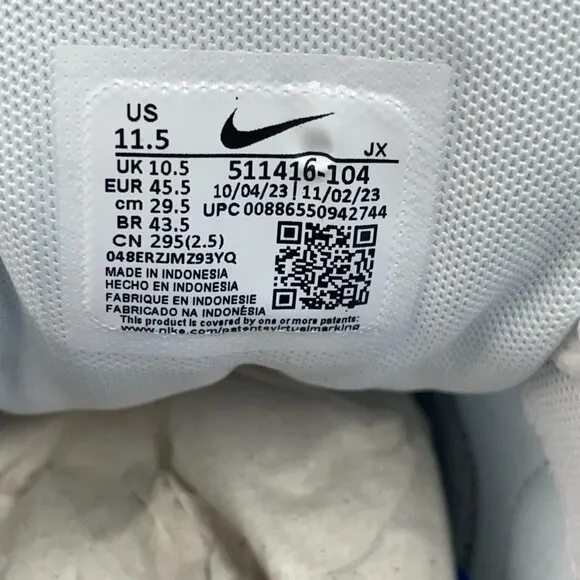 US
11.5
JX
UK 10.5
511416-104
EUR 45.5
10/04/23 | 11/02/23
cm 29.5
UPC 00886550942744
BR 43.5
CN 295(2.5)
048ERZJMZ93YQ
MADE IN INDONESIA
HECHO EN INDONESIA
FABRIQUE EN INDONESIE
FABRICADO NA INDONÉSIA
This product is covered by one or more patents:
www.nike.com/patentsvirtualmarking